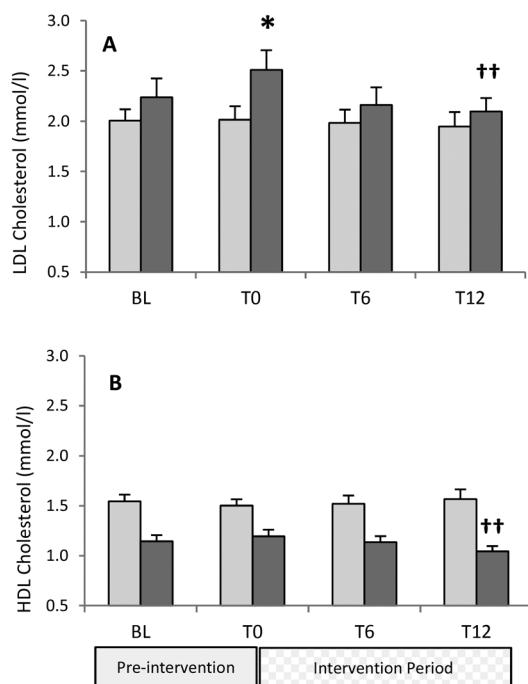 A
*
††
LDL Cholesterol (mmol/l)
3.0
2.5
2.0
1.5
1.0
0.5
BL T0 T6 T12
B
††
HDL Cholesterol (mmol/l)
3.0
2.5
2.0
1.5
1.0
0.5
BL T0 T6 T12
Pre-intervention Intervention Period